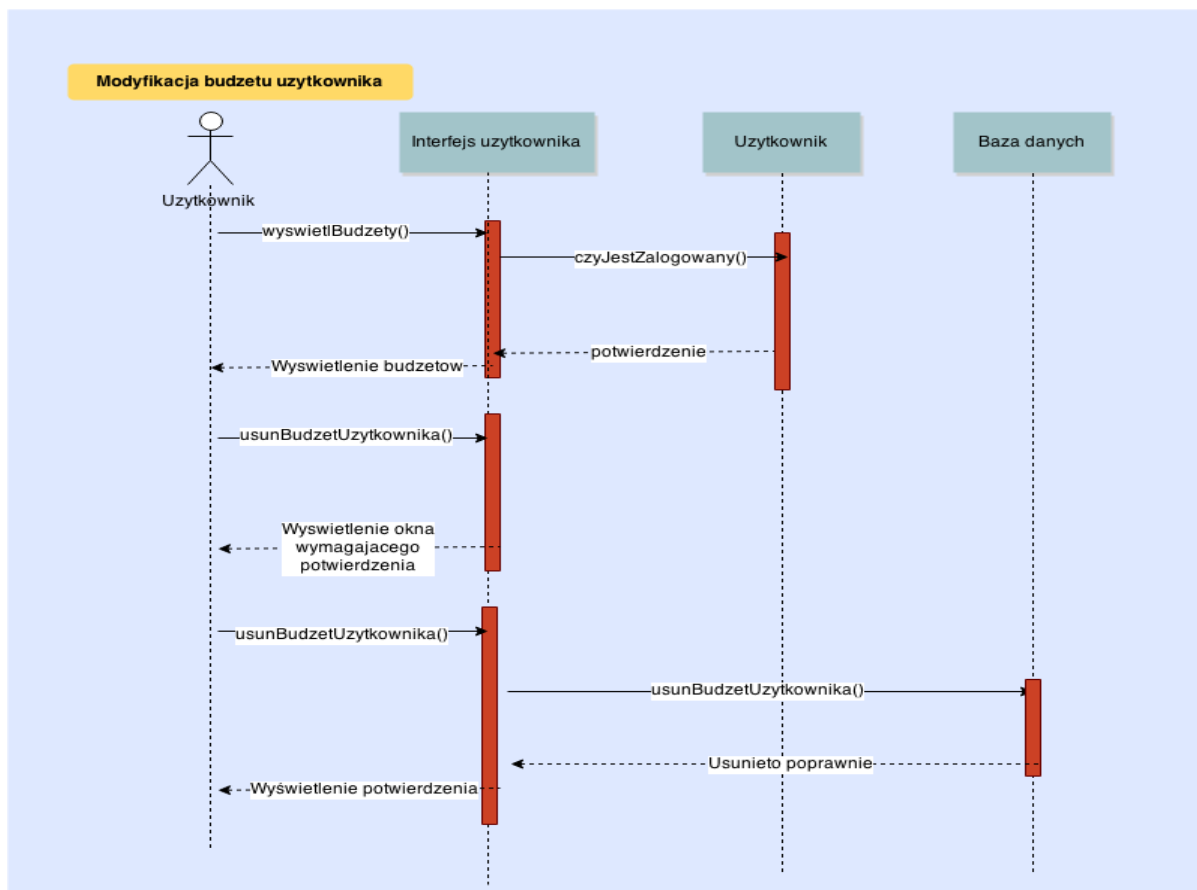 Modyfikacja budzetu uzytkownika
Interfejs uzytkownika
Uzytkownik
Baza danych
Uzytkownik
wyswietlBudzety()
czyJestZalogowany()
potwierdzenie
Wyswietlenie budzetow
usunBudzetUzytkownika()
Wyswietlenie okna
wymagajacego
potwierdzenia
usunBudzetUzytkownika()
usunBudzetUzytkownika()
Usunieto poprawnie
Wyświetlenie potwierdzenia